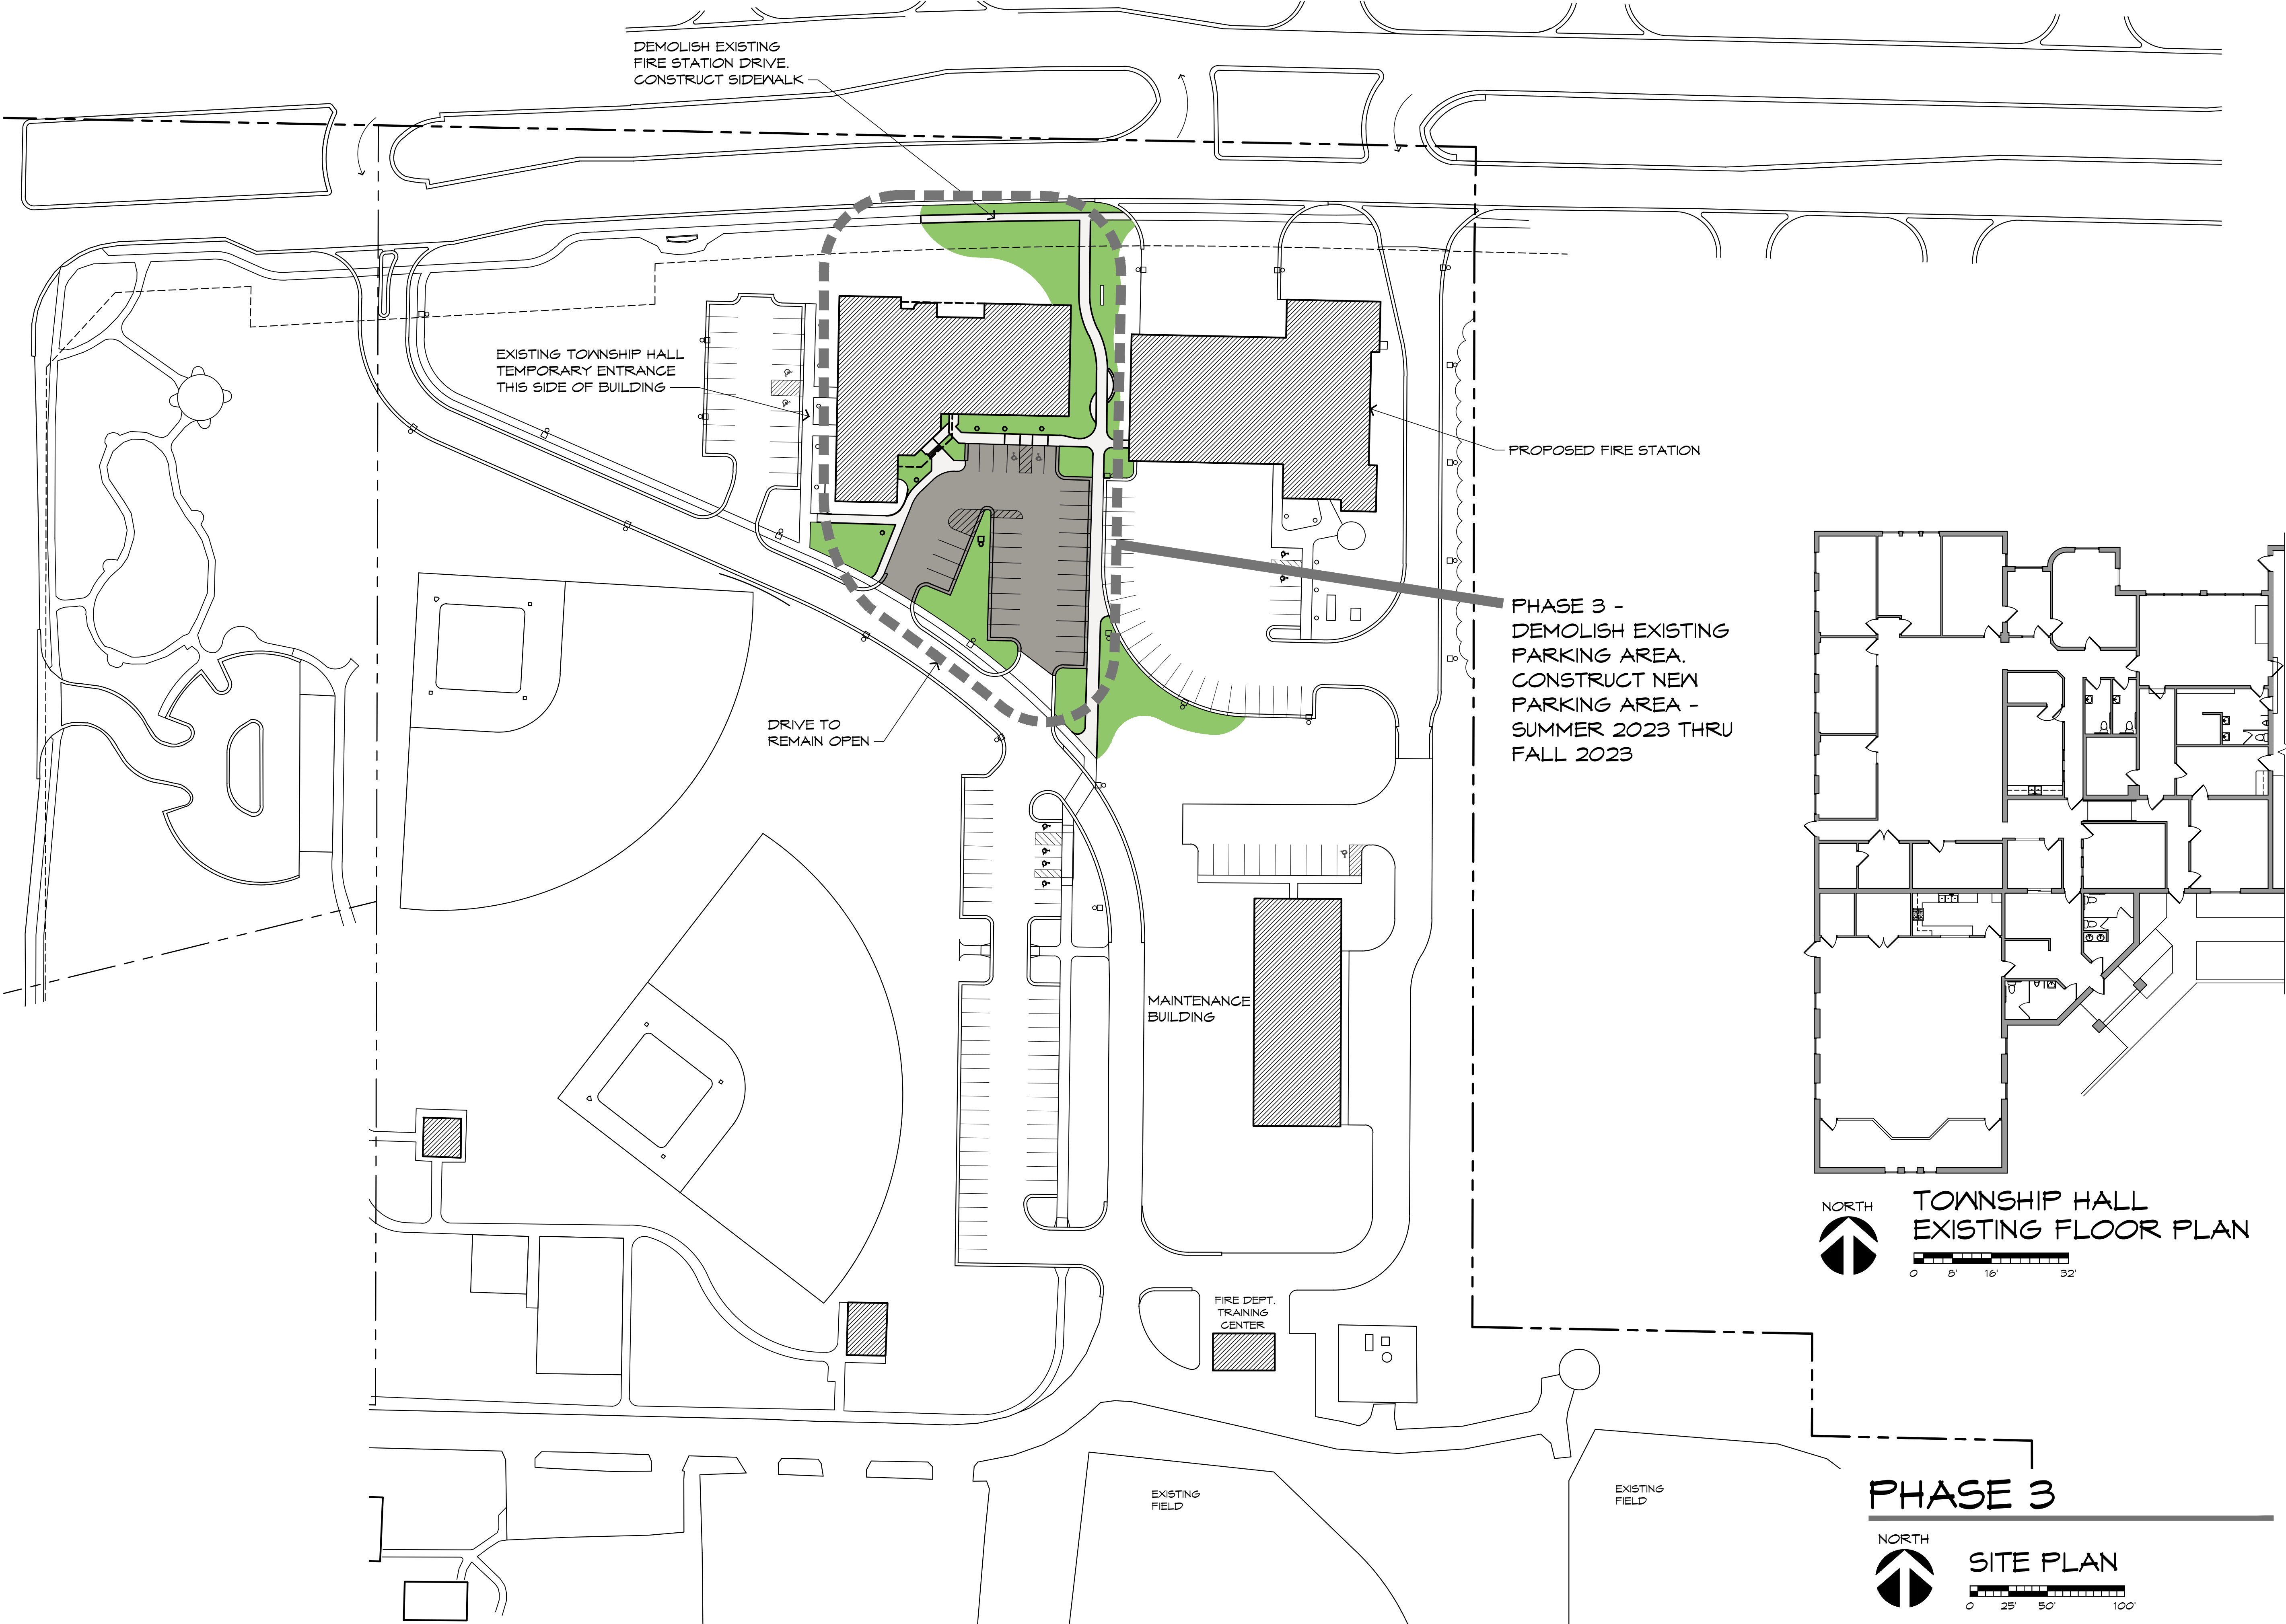 DEMOLISH EXISTING
FIRE STATION DRIVE.
CONSTRUCT SIDEWALK
EXISTING TOWNSHIP HALL
TEMPORARY ENTRANCE
THIS SIDE OF BUILDING
PROPOSED FIRE STATION
PHASE 3 -
DEMOLISH EXISTING
PARKING AREA.
CONSTRUCT NEW
PARKING AREA -
SUMMER 2023 THRU
FALL 2023
DRIVE TO
REMAIN OPEN
MAINTENANCE
BUILDING
NORTH
TOWNSHIP HALL
EXISTING FLOOR PLAN
0 8' 16' 32'
FIRE DEPT.
TRAINING
CENTER
EXISTING
FIELD
EXISTING
FIELD
PHASE 3
NORTH
SITE PLAN
0 25' 50' 100'